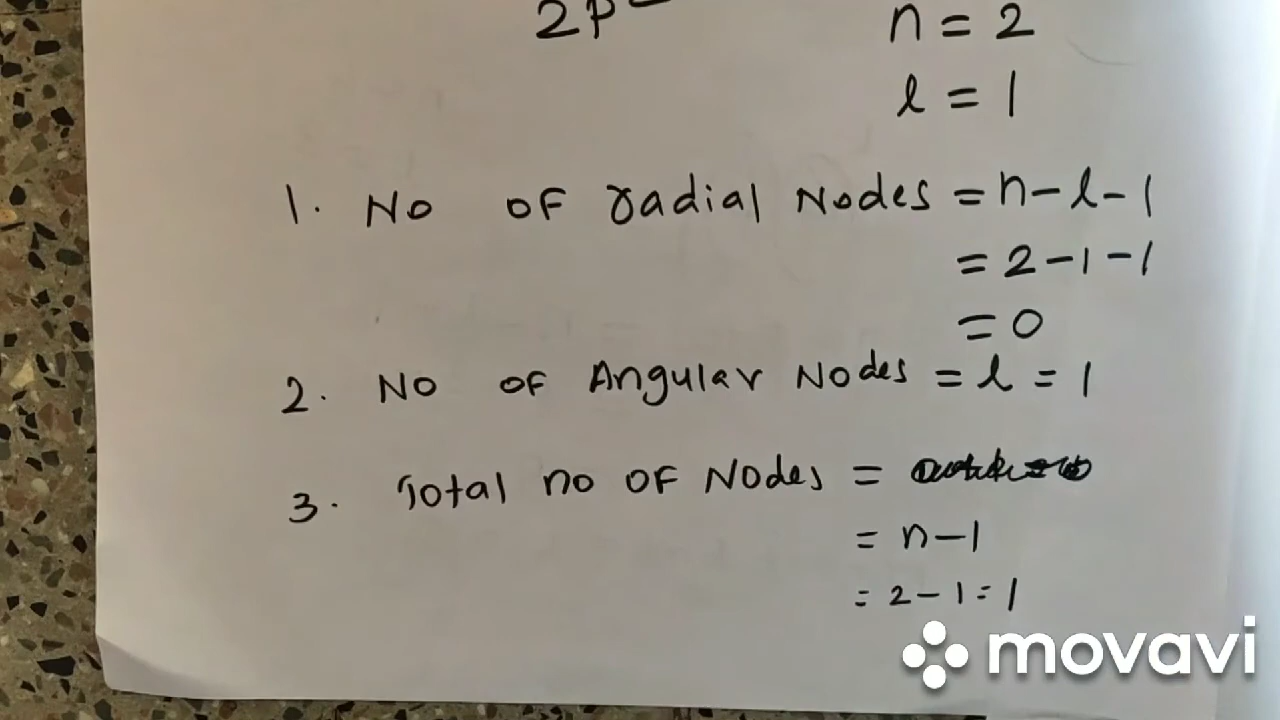 2P
n = 2
l = 1
1. No OF radial Nodes = n - l - 1
= 2 - 1 - 1
= 0
2. No OF Angular Nodes = l = 1
3. Total no OF Nodes =
= n - 1
= 2 - 1 = 1
movavi